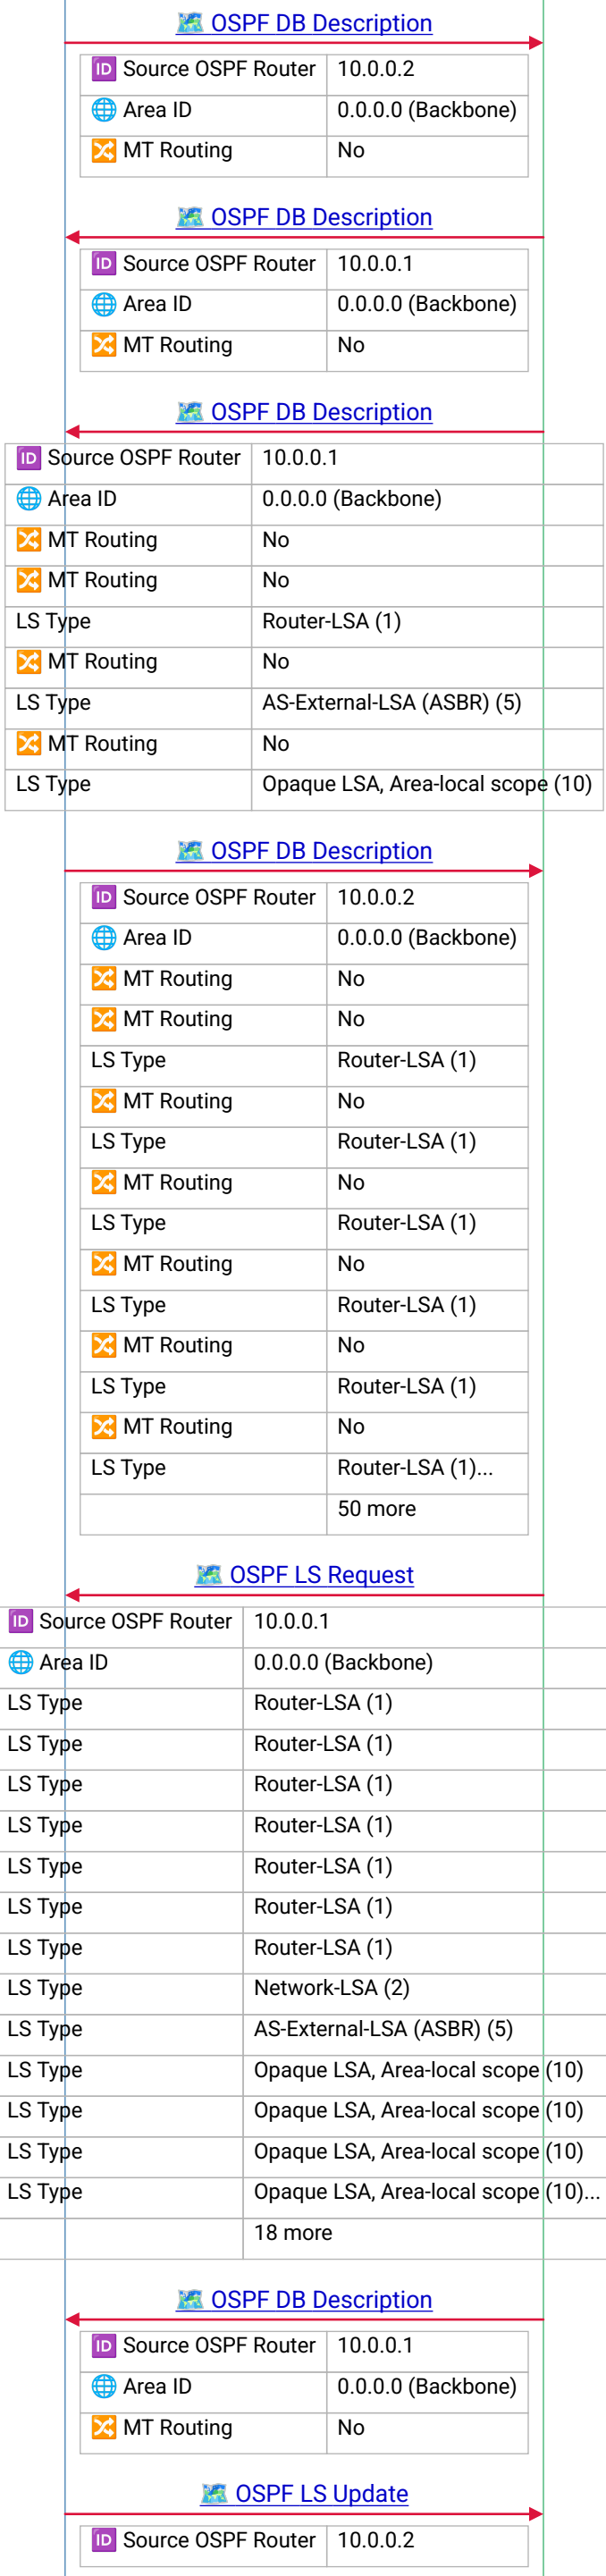 🗺️ OSPF DB Description
🆔 Source OSPF Router 10.0.0.2
🌐 Area ID 0.0.0.0 (Backbone)
🔀 MT Routing No
🗺️ OSPF DB Description
🆔 Source OSPF Router 10.0.0.1
🌐 Area ID 0.0.0.0 (Backbone)
🔀 MT Routing No
🗺️ OSPF DB Description
🆔 Source OSPF Router 10.0.0.1
🌐 Area ID 0.0.0.0 (Backbone)
🔀 MT Routing No
🔀 MT Routing No
LS Type Router-LSA (1)
🔀 MT Routing No
LS Type AS-External-LSA (ASBR) (5)
🔀 MT Routing No
LS Type Opaque LSA, Area-local scope (10)
🗺️ OSPF DB Description
🆔 Source OSPF Router 10.0.0.2
🌐 Area ID 0.0.0.0 (Backbone)
🔀 MT Routing No
🔀 MT Routing No
LS Type Router-LSA (1)
🔀 MT Routing No
LS Type Router-LSA (1)
🔀 MT Routing No
LS Type Router-LSA (1)
🔀 MT Routing No
LS Type Router-LSA (1)
🔀 MT Routing No
LS Type Router-LSA (1)
🔀 MT Routing No
LS Type Router-LSA (1)...
50 more
🗺️ OSPF LS Request
🆔 Source OSPF Router 10.0.0.1
🌐 Area ID 0.0.0.0 (Backbone)
LS Type Router-LSA (1)
LS Type Router-LSA (1)
LS Type Router-LSA (1)
LS Type Router-LSA (1)
LS Type Router-LSA (1)
LS Type Router-LSA (1)
LS Type Router-LSA (1)
LS Type Network-LSA (2)
LS Type AS-External-LSA (ASBR) (5)
LS Type Opaque LSA, Area-local scope (10)
LS Type Opaque LSA, Area-local scope (10)
LS Type Opaque LSA, Area-local scope (10)
LS Type Opaque LSA, Area-local scope (10)...
18 more
🗺️ OSPF DB Description
🆔 Source OSPF Router 10.0.0.1
🌐 Area ID 0.0.0.0 (Backbone)
🔀 MT Routing No
🗺️ OSPF LS Update
🆔 Source OSPF Router 10.0.0.2